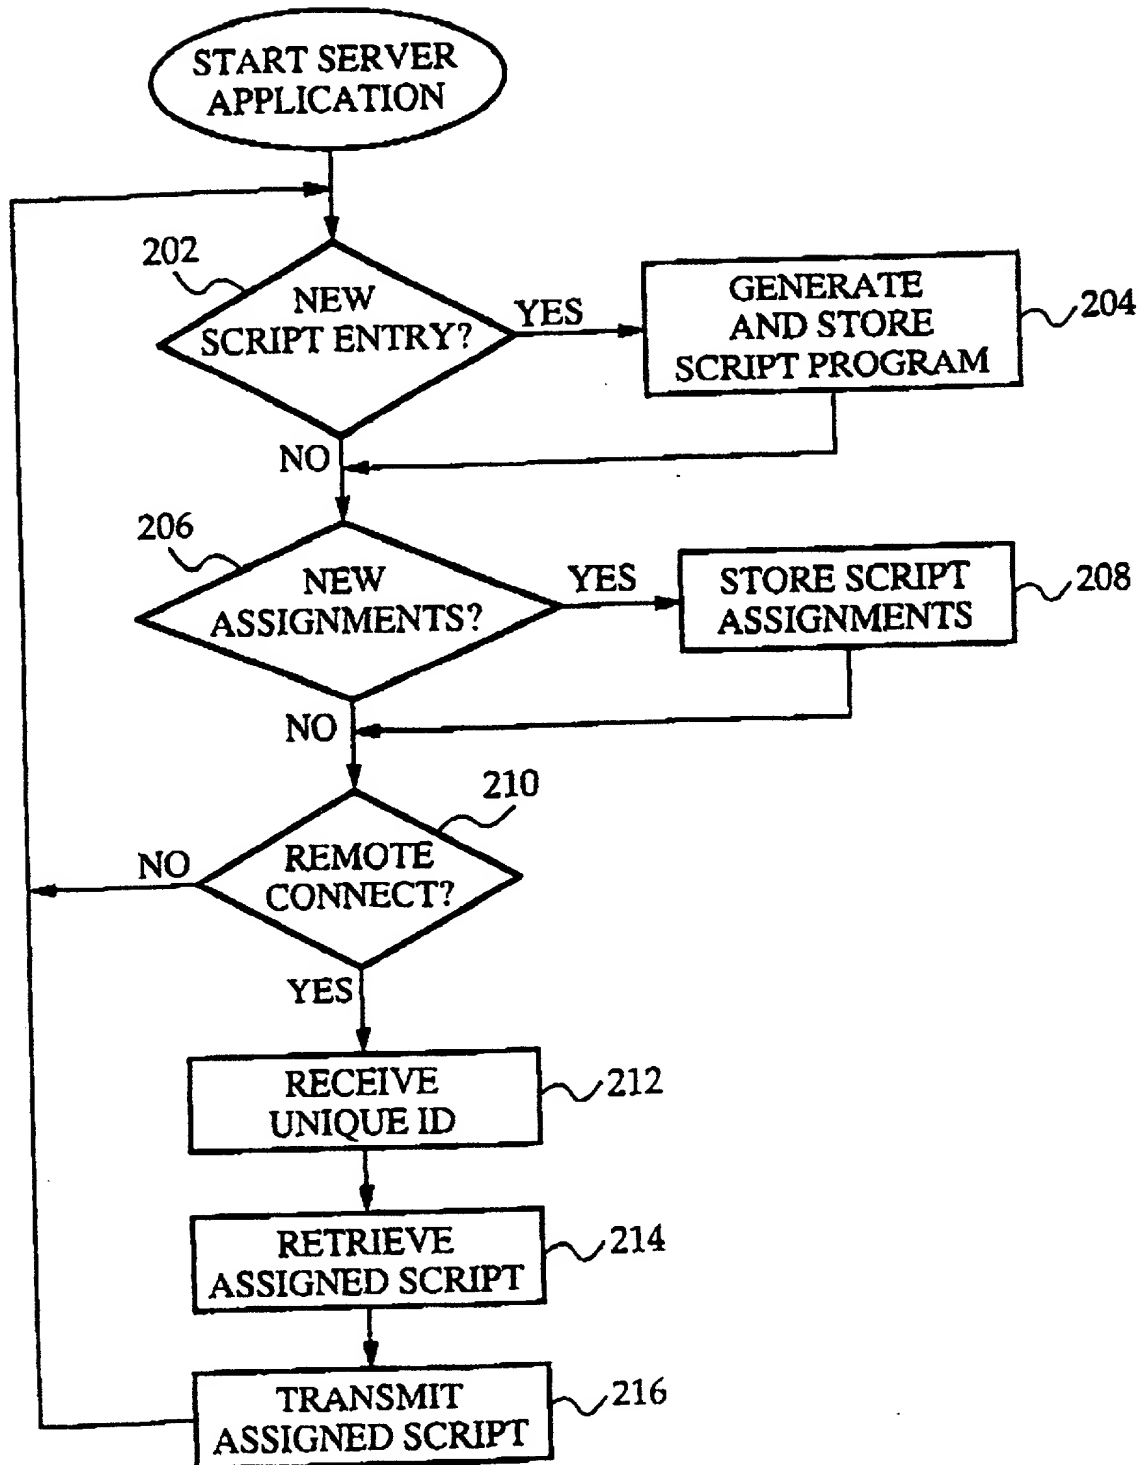 START SERVER
APPLICATION
202
NEW
SCRIPT ENTRY?
YES
GENERATE
AND STORE
SCRIPT PROGRAM
204
NO
206
NEW
ASSIGNMENTS?
YES
STORE SCRIPT
ASSIGNMENTS
208
NO
210
REMOTE
CONNECT?
NO
YES
RECEIVE
UNIQUE ID
212
RETRIEVE
ASSIGNED SCRIPT
214
TRANSMIT
ASSIGNED SCRIPT
216